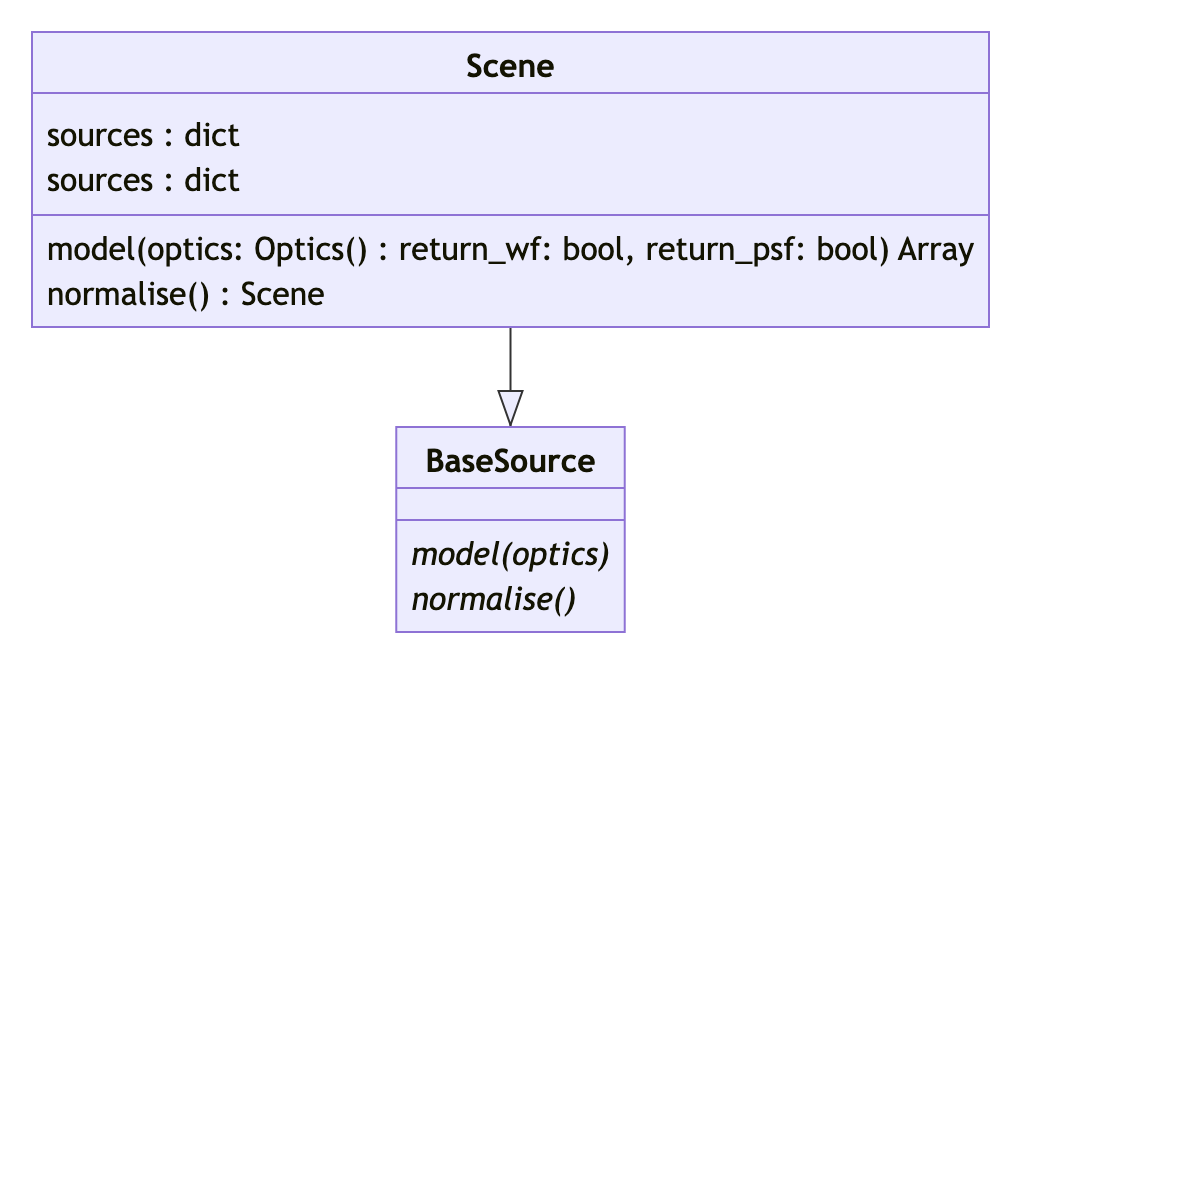 Scene
sources : dict
sources : dict
model(optics: Optics() : return_wf: bool, return_psf: bool) Array
normalise() : Scene
BaseSource
model(optics)
normalise()